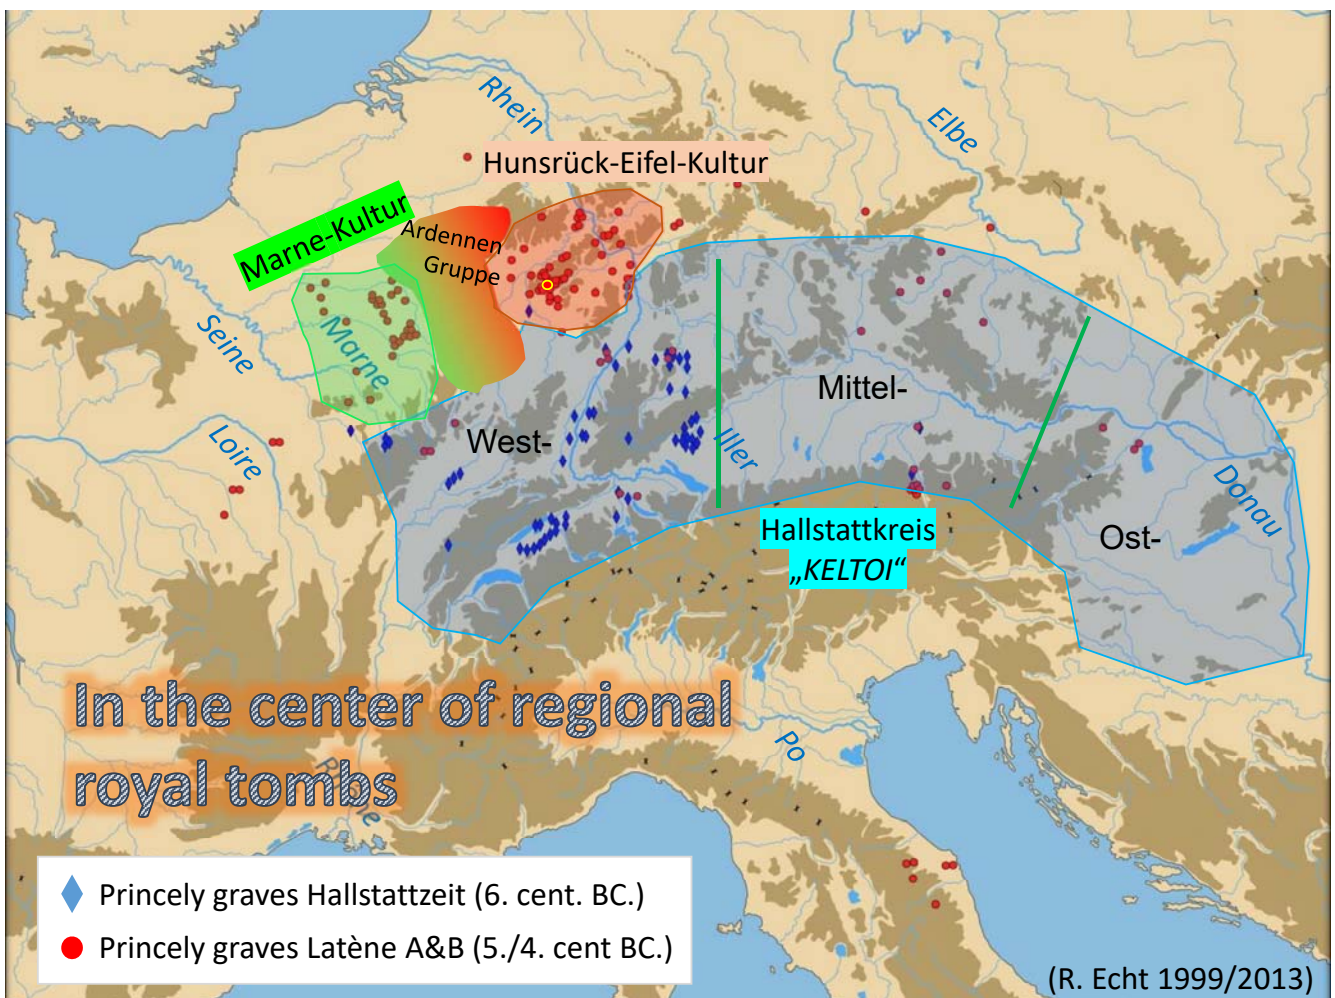 Rhein
Elbe
Hunsrück-Eifel-Kultur
Marne-Kultur
Ardennen
Gruppe
Seine
Marne
Mittel-
West-
Iller
Loire
Donau
Hallstattkreis
„KELTOI“
Ost-
In the center of regional
royal tombs
Rhone
Po
Princely graves Hallstattzeit (6. cent. BC.)
Princely graves Latène A&B (5./4. cent BC.)
(R. Echt 1999/2013)